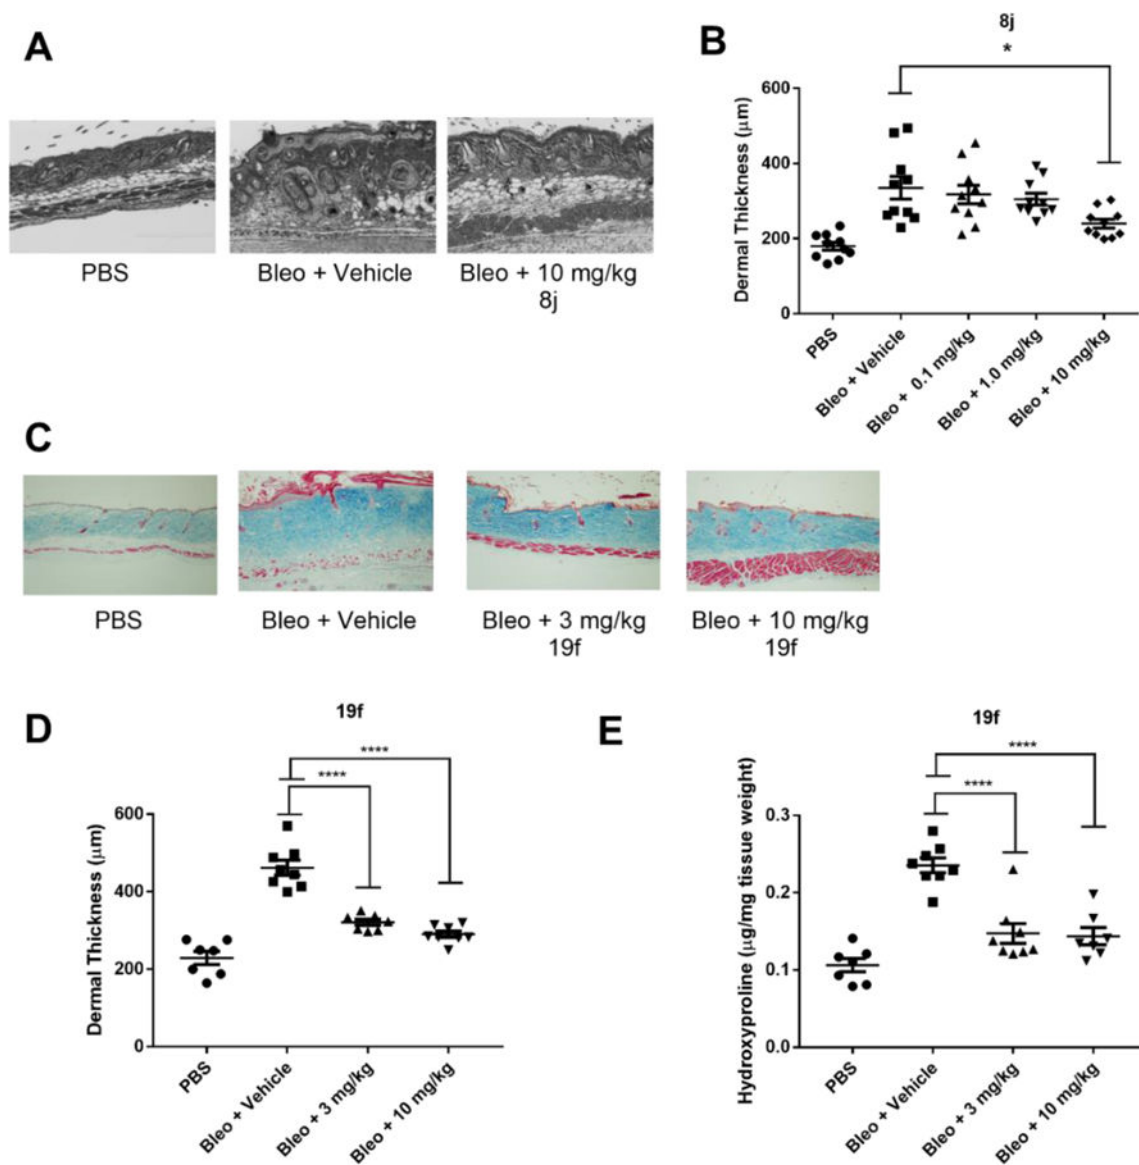 A
PBS
Bleo + Vehicle
Bleo + 10 mg/kg
8j
B
8j
*
Dermal Thickness (μm)
600
400
200
0
PBS
Bleo + Vehicle
Bleo + 0.1 mg/kg
Bleo + 1.0 mg/kg
Bleo + 10 mg/kg
C
PBS
Bleo + Vehicle
Bleo + 3 mg/kg
19f
Bleo + 10 mg/kg
19f
D
19f
****
****
Dermal Thickness (μm)
600
400
200
0
PBS
Bleo + Vehicle
Bleo + 3 mg/kg
Bleo + 10 mg/kg
E
19f
****
****
Hydroxyproline (μg/mg tissue weight)
0.3
0.2
0.1
0.0
PBS
Bleo + Vehicle
Bleo + 3 mg/kg
Bleo + 10 mg/kg